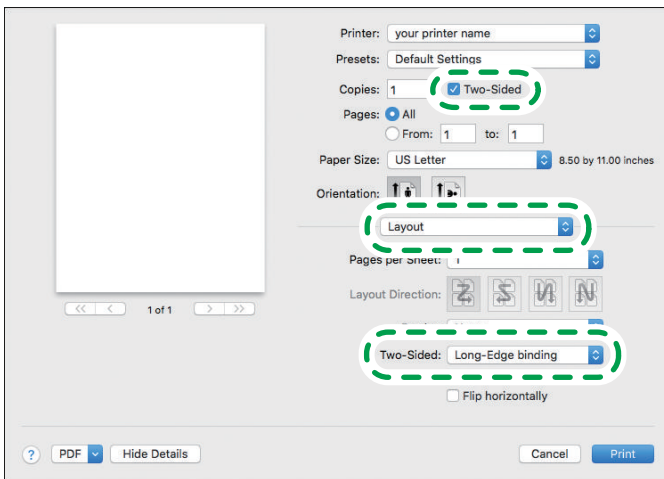 Printer: your printer name
Presets: Default Settings
Copies: 1 Two-Sided
Pages: All
From: 1 to: 1
Paper Size: US Letter 8.50 by 11.00 inches
Orientation:
Layout
Pages per Sheet: 1
Layout Direction:
1 of 1
Two-Sided: Long-Edge binding
Flip horizontally
? PDF Hide Details Cancel Print